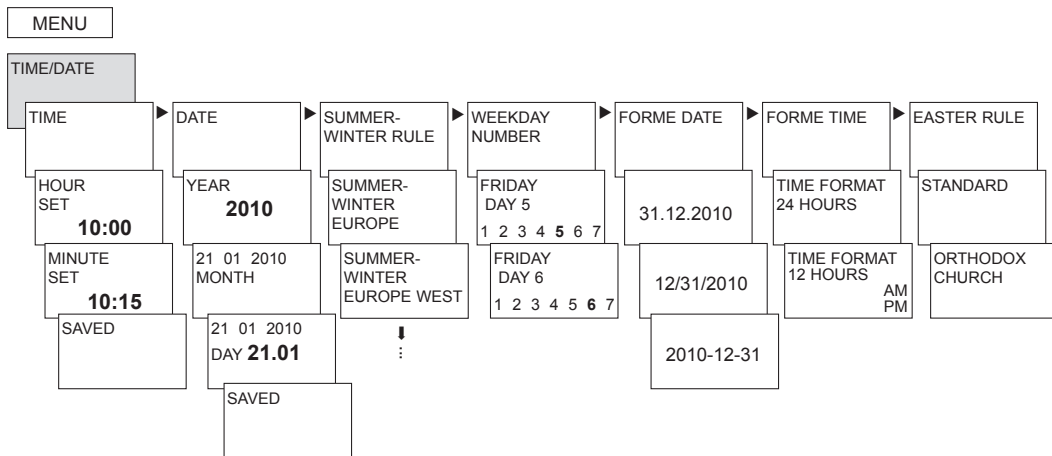 MENU
TIME/DATE
TIME
HOUR
SET
10:00
MINUTE
SET
10:15
SAVED
DATE
YEAR
2010
21 01 2010
MONTH
21 01 2010
DAY 21.01
SAVED
SUMMER-
WINTER RULE
SUMMER-
WINTER
EUROPE
SUMMER-
WINTER
EUROPE WEST
WEEKDAY
NUMBER
FRIDAY
DAY 5
1 2 3 4 5 6 7
FRIDAY
DAY 6
1 2 3 4 5 6 7
FORME DATE
31.12.2010
12/31/2010
2010-12-31
FORME TIME
TIME FORMAT
24 HOURS
TIME FORMAT
12 HOURS
AM
PM
EASTER RULE
STANDARD
ORTHODOX
CHURCH